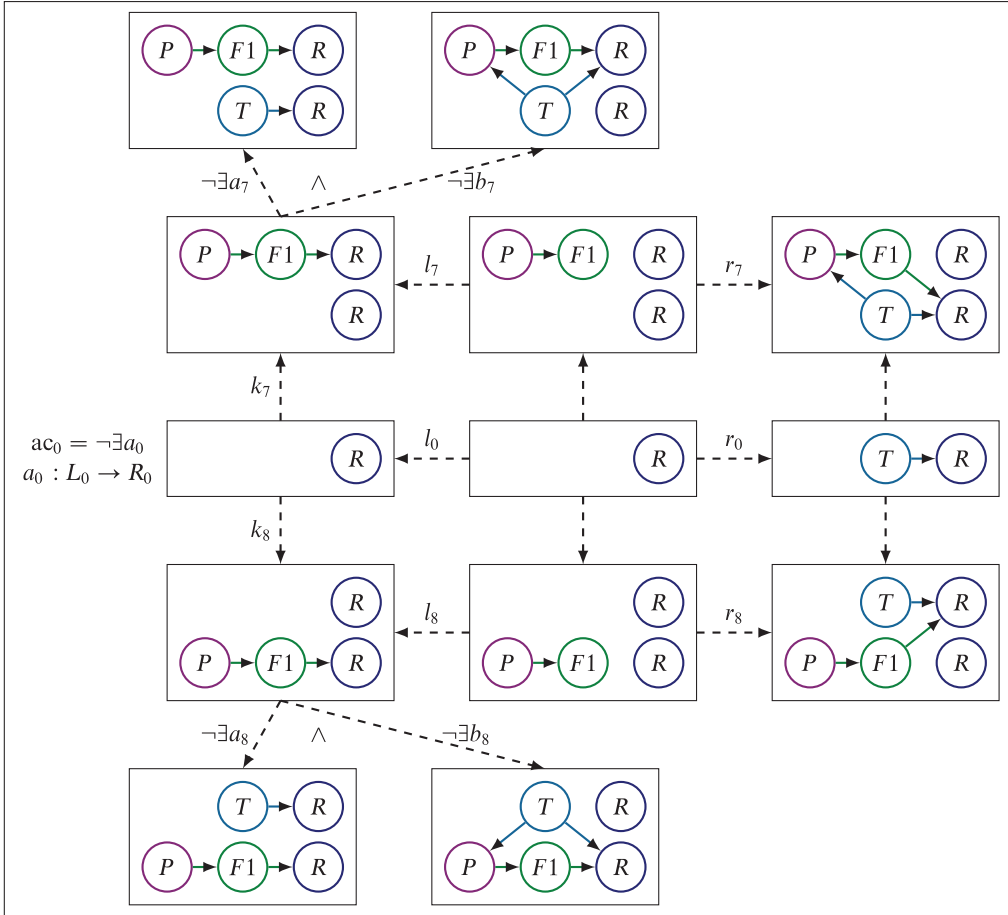 P F1 R P F1 R
T R T R
¬∃a₇ ∧ ¬∃b₇
P F1 R l₇ P F1 R r₇ P F1 R
R R T R
k₇
ac₀ = ¬∃a₀
a₀ : L₀ → R₀
R l₀ R r₀ T R
k₈
R l₈ R r₈ T R
P F1 R P F1 R P F1 R
¬∃a₈ ∧ ¬∃b₈
T R T R
P F1 R P F1 R